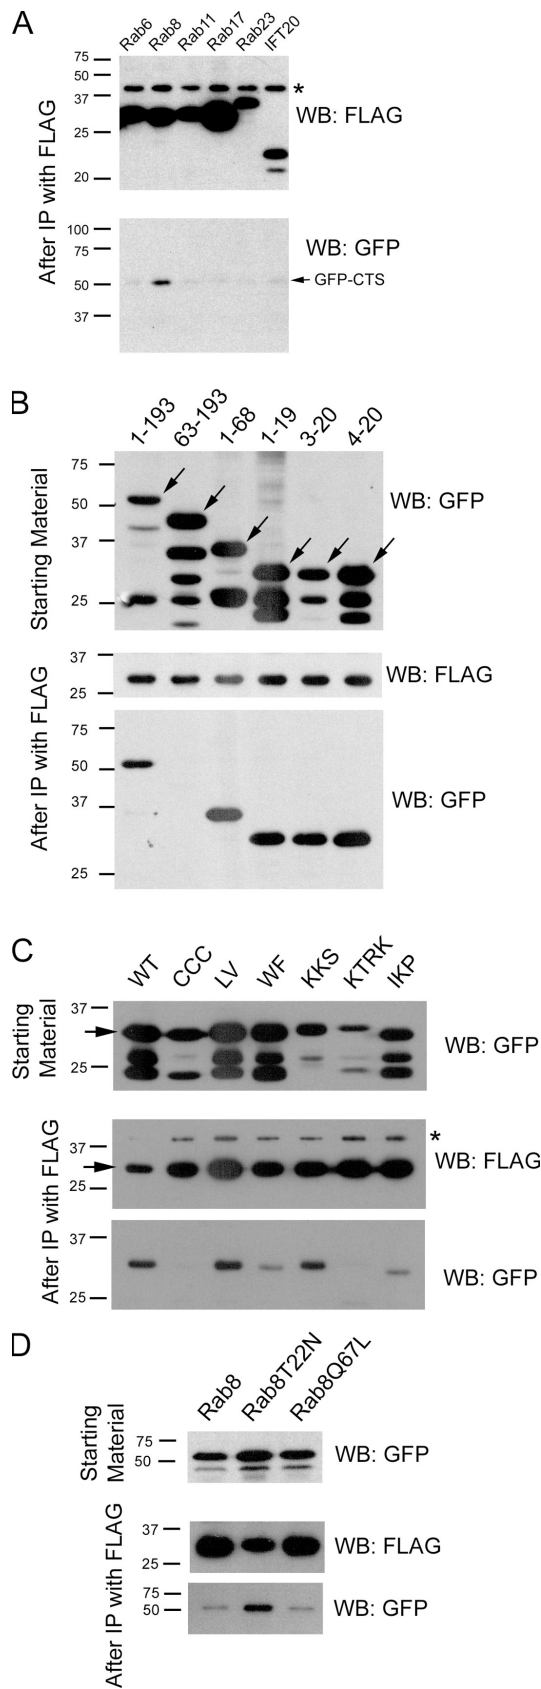 A
Rab6 Rab8 Rab11 Rab17 Rab23 IFT20
After IP with FLAG
75
50
37
25
20
*
WB: FLAG
100
75
50
37
WB: GFP
GFP-CTS
B
1-193 63-193 1-68 1-19 3-20 4-20
Starting Material
75
50
37
25
WB: GFP
After IP with FLAG
37
25
WB: FLAG
75
50
37
25
WB: GFP
C
WT CCC LV WF KKS KTRK IKP
Starting
Material
37
25
WB: GFP
After IP with FLAG
37
25
*
WB: FLAG
37
25
WB: GFP
D
Rab8 Rab8T22N Rab8Q67L
Starting
Material
75
50
WB: GFP
After IP with FLAG
37
25
WB: FLAG
75
50
WB: GFP